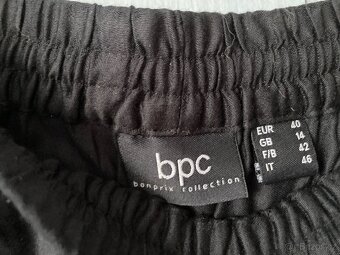 bpc
bonprix collection
EUR 40
GB 14
F/B 42
IT 46